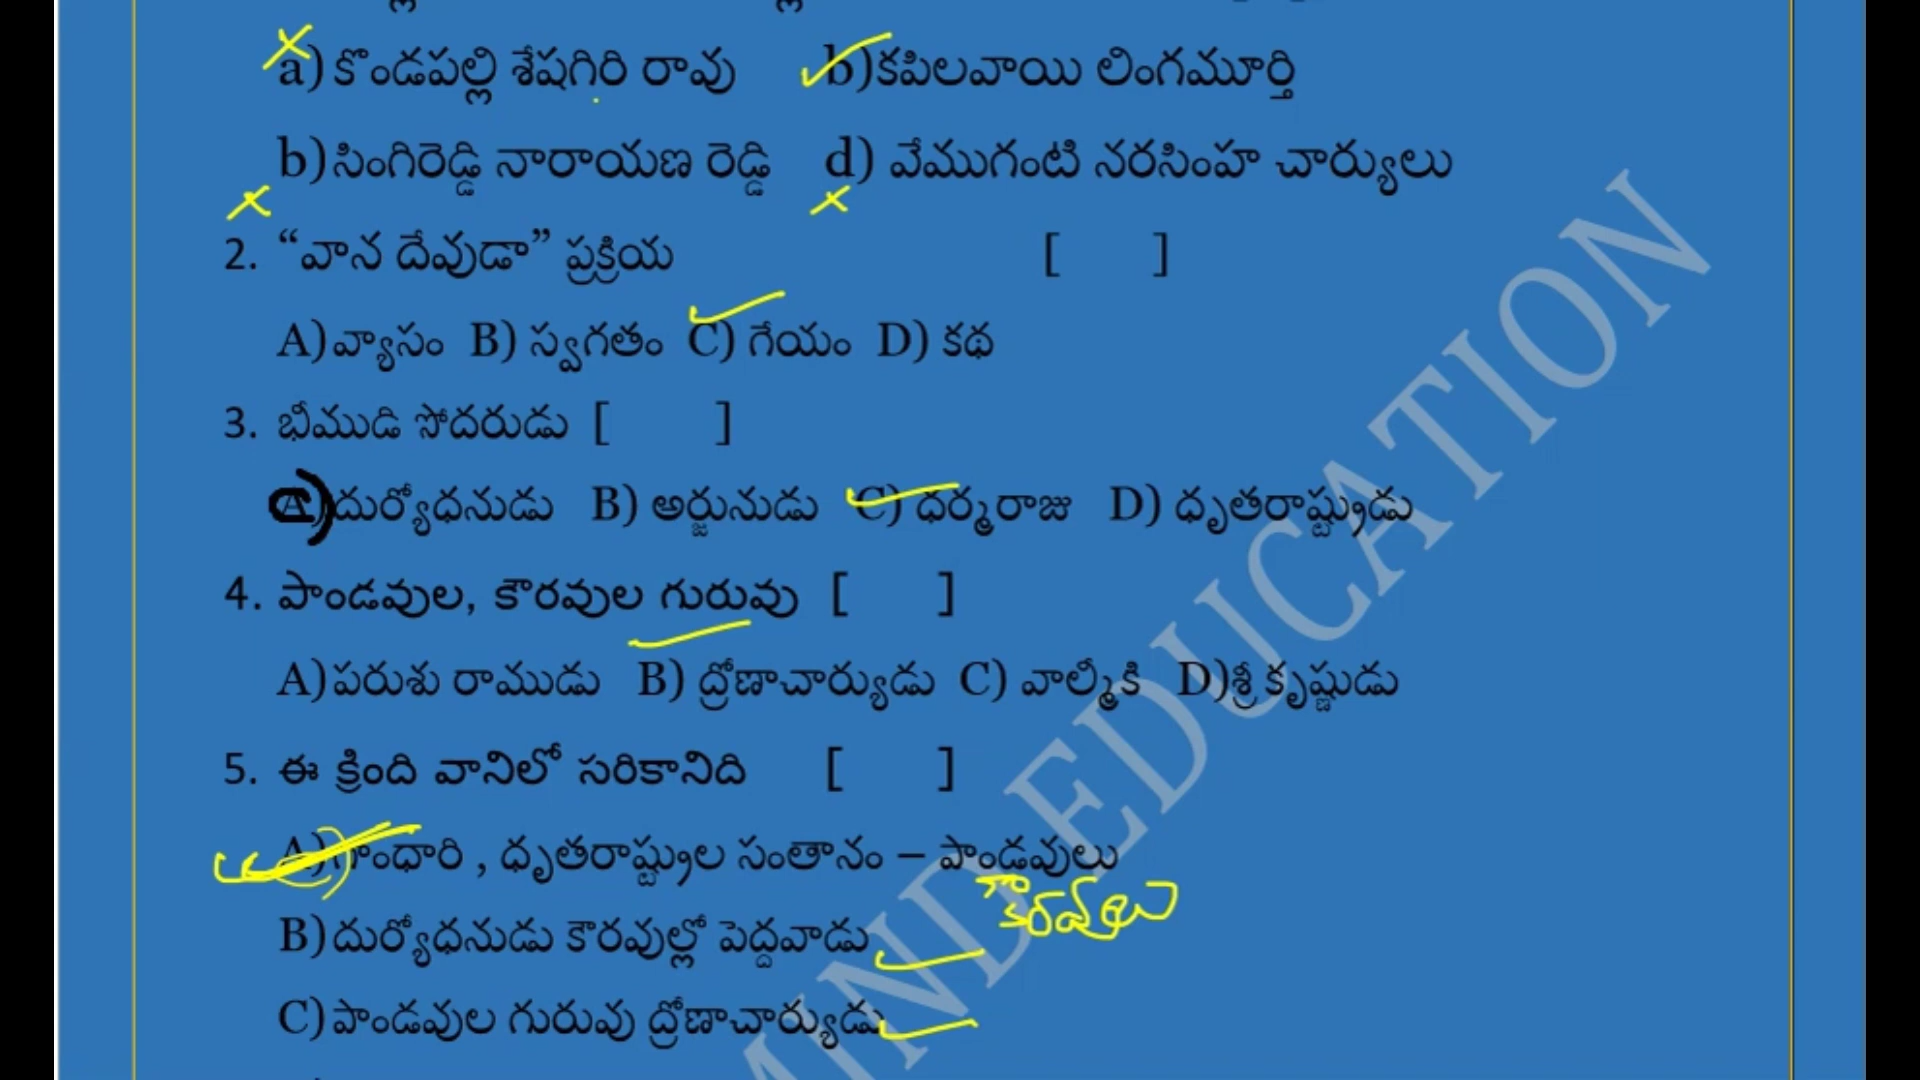 a)కొండపల్లి శేషగిరి రావు b)కపిలవాయి లింగమూర్తి
b)సింగిరెడ్డి నారాయణ రెడ్డి d) వేముగంటి నరసింహ చార్యులు
2. “వాన దేవుడా” ప్రక్రియ [ ]
A)వ్యాసం B) స్వగతం C) గేయం D) కథ
3. భీముడి సోదరుడు [ ]
A)దుర్యోధనుడు B) అర్జునుడు C) ధర్మరాజు D) ధృతరాష్ట్రుడు
4. పాండవుల, కౌరవుల గురువు [ ]
A)పరుశు రాముడు B) ద్రోణాచార్యుడు C) వాల్మీకి D)శ్రీ కృష్ణుడు
5. ఈ క్రింది వానిలో సరికానిది [ ]
A)గాంధారి , ధృతరాష్ట్రుల సంతానం – పాండవులు
కౌరవులు
B)దుర్యోధనుడు కౌరవుల్లో పెద్దవాడు
C)పాండవుల గురువు ద్రోణాచార్యుడు
MIND EDUCATION